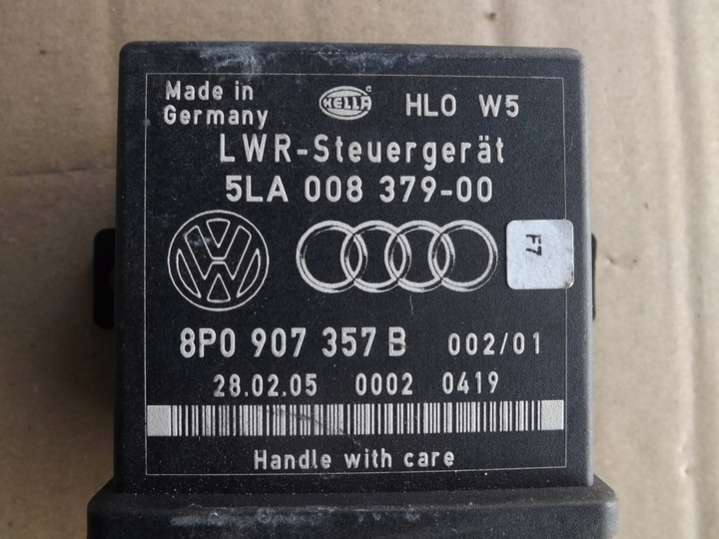 Made in
Germany
HELLA
HLO W5
LWR-Steuergerät
5LA 008 379-00
F7
8P0 907 357 B 002/01
28.02.05 0002 0419
Handle with care